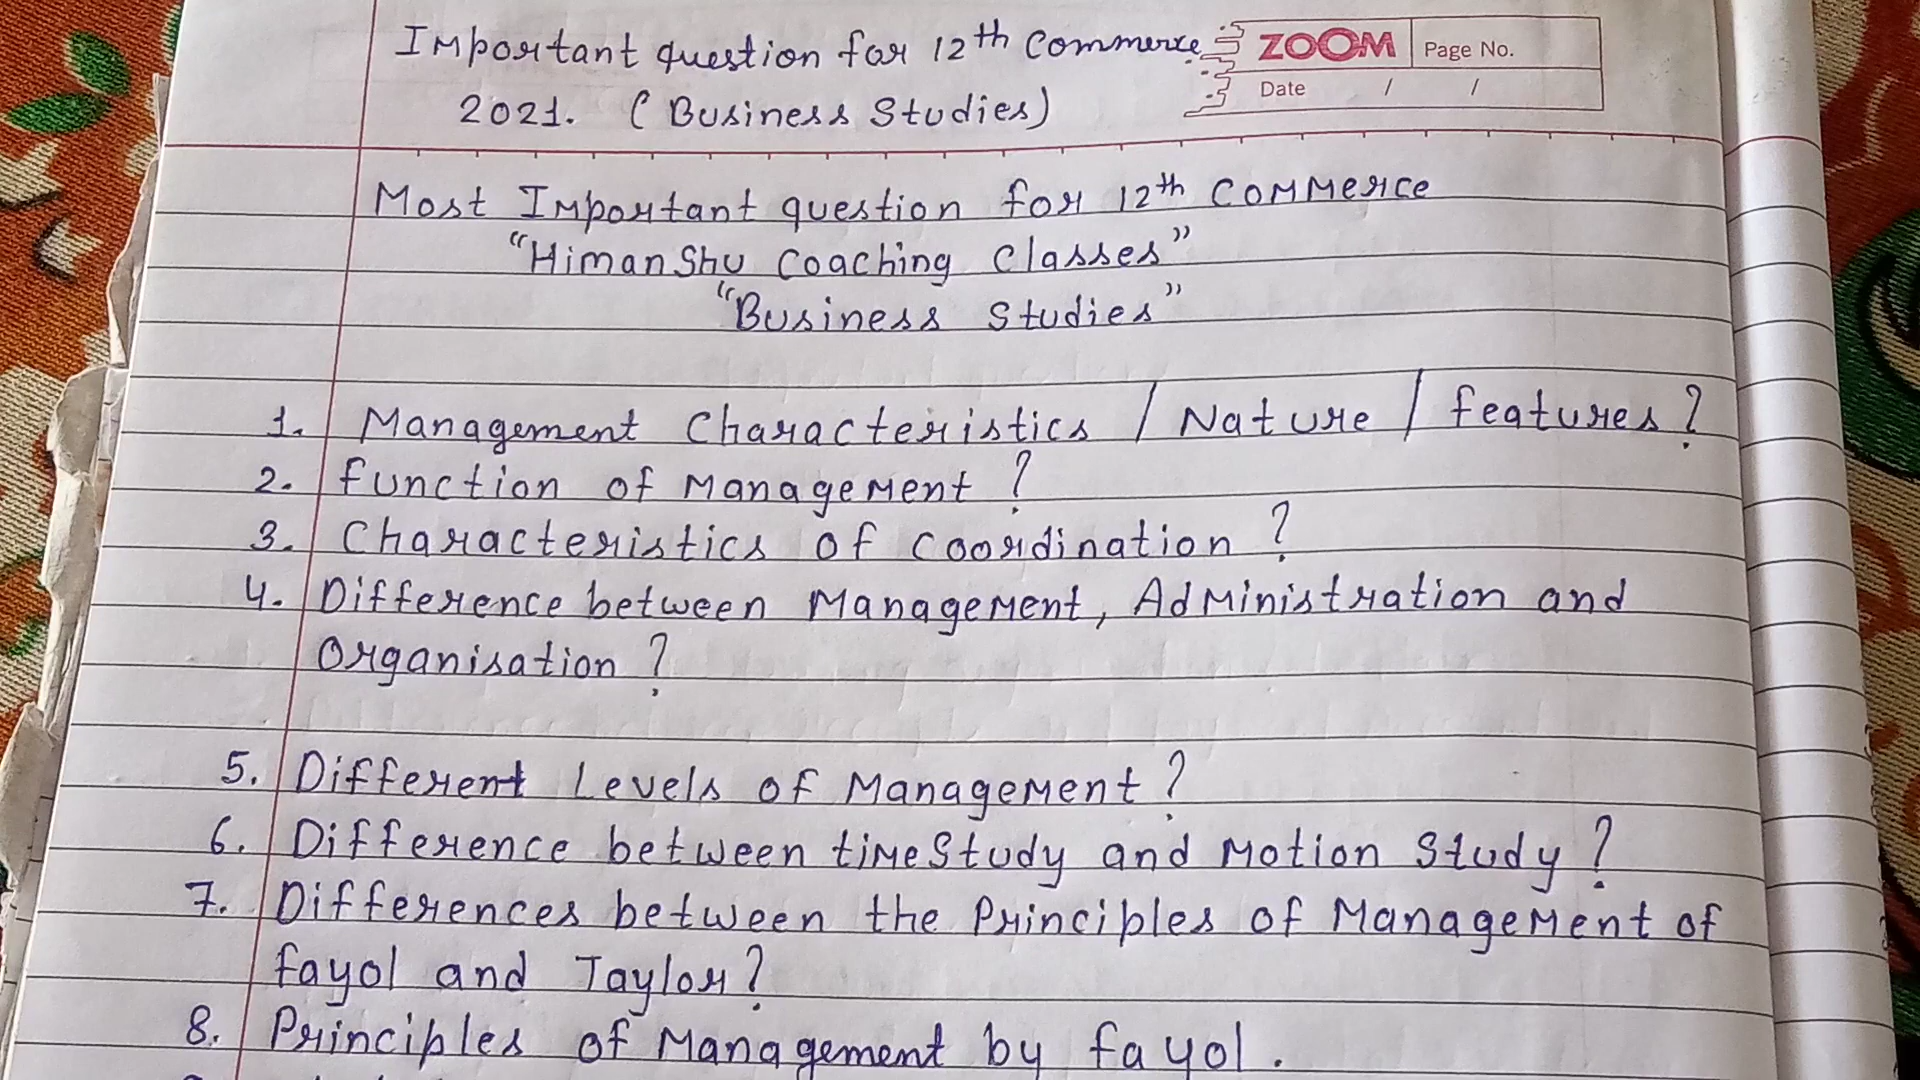 Important question for 12th Commerce
ZOOM Page No.
Date / /
2021. (Business Studies)
Most Important question for 12th Commerce
"Himanshu Coaching Classes"
"Business Studies"
1. Management Characteristics / Nature / features?
2. function of Management?
3. Characteristics of coordination?
4. Difference between Management, Administration and
Organisation?
5. Different Levels of Management?
6. Difference between time Study and Motion Study?
7. Differences between the Principles of Management of
fayol and Taylor?
8. Principles of Management by fayol.